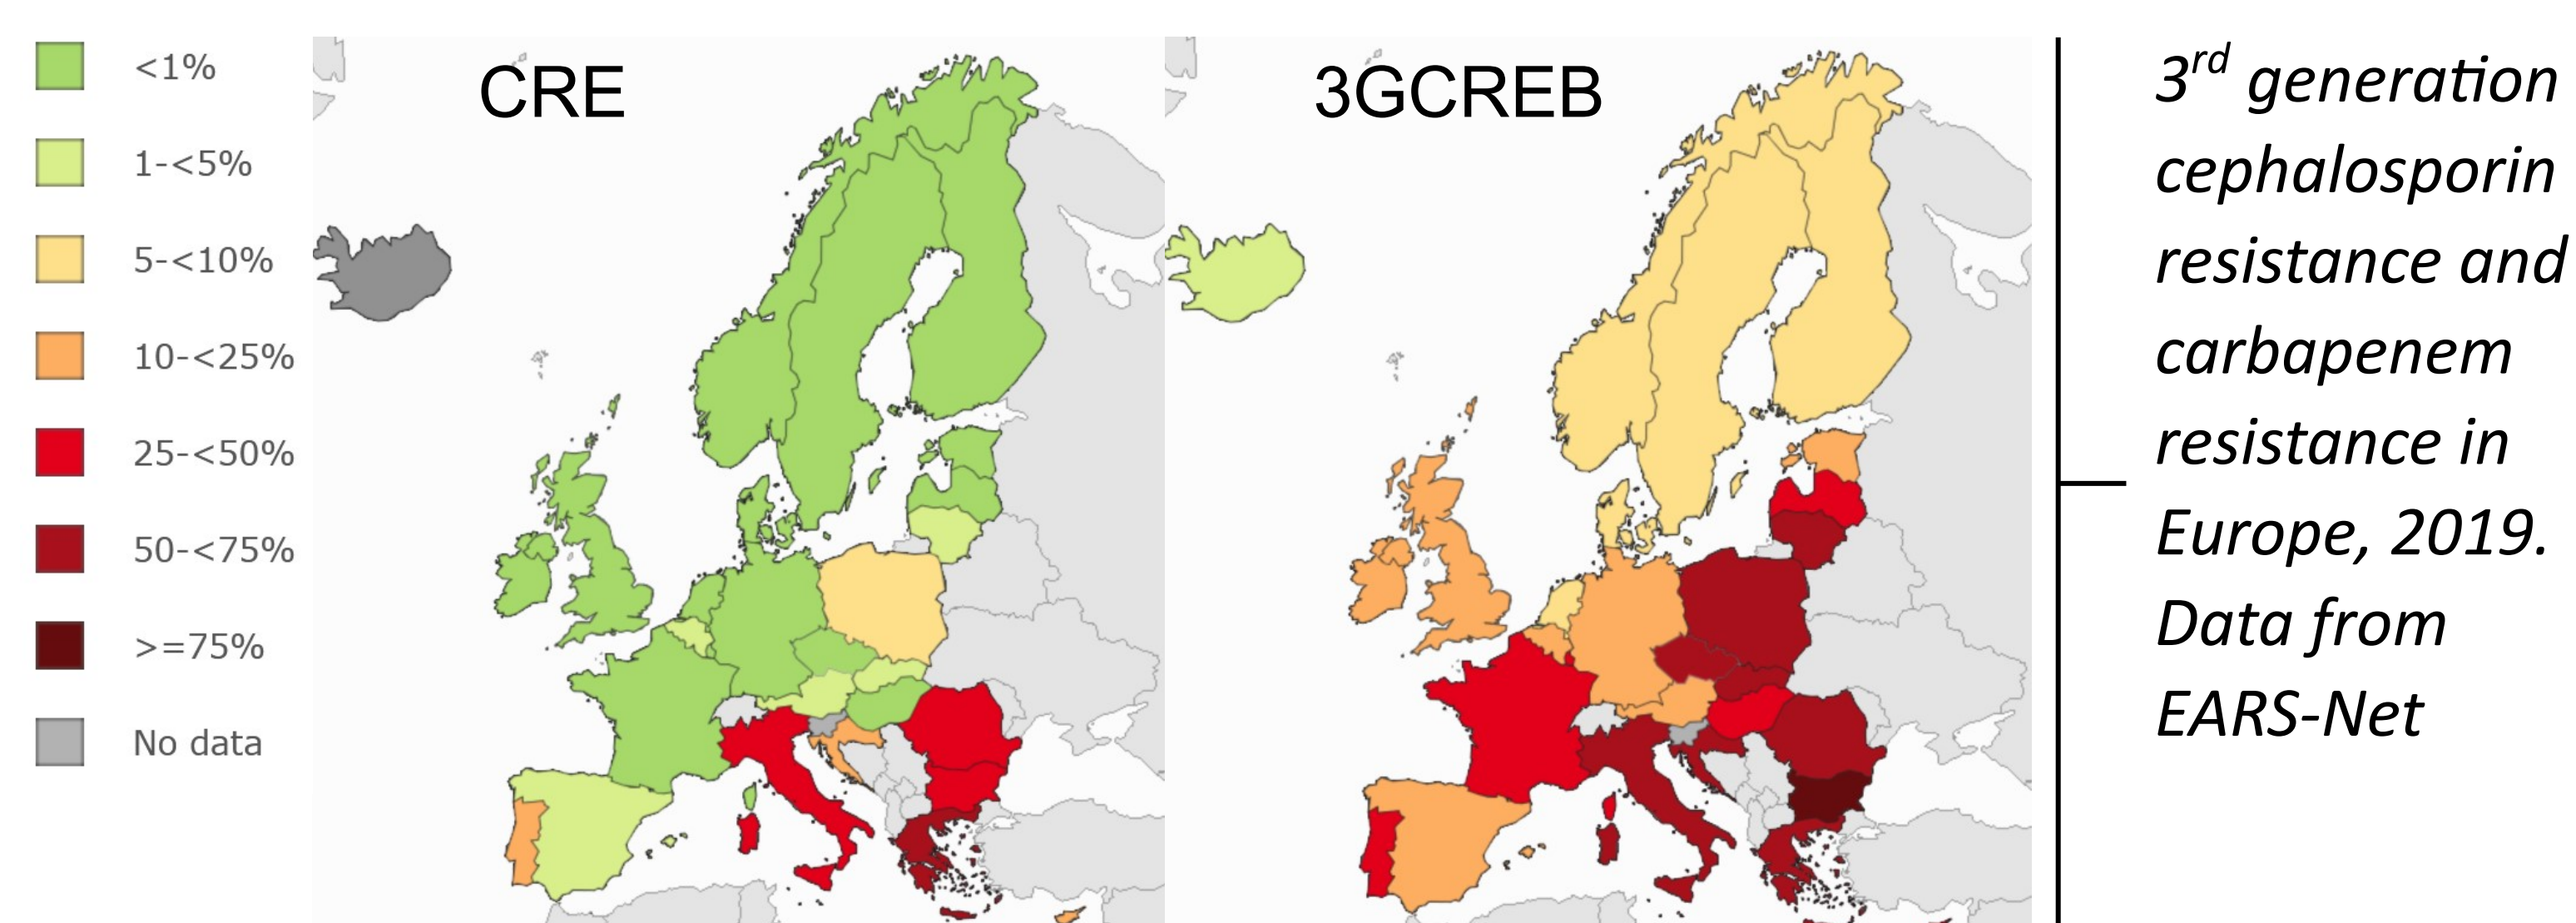 <1%
1-<5%
5-<10%
10-<25%
25-<50%
50-<75%
>=75%
No data
CRE
3GCREB
3rd generation
cephalosporin
resistance and
carbapenem
resistance in
Europe, 2019.
Data from
EARS-Net